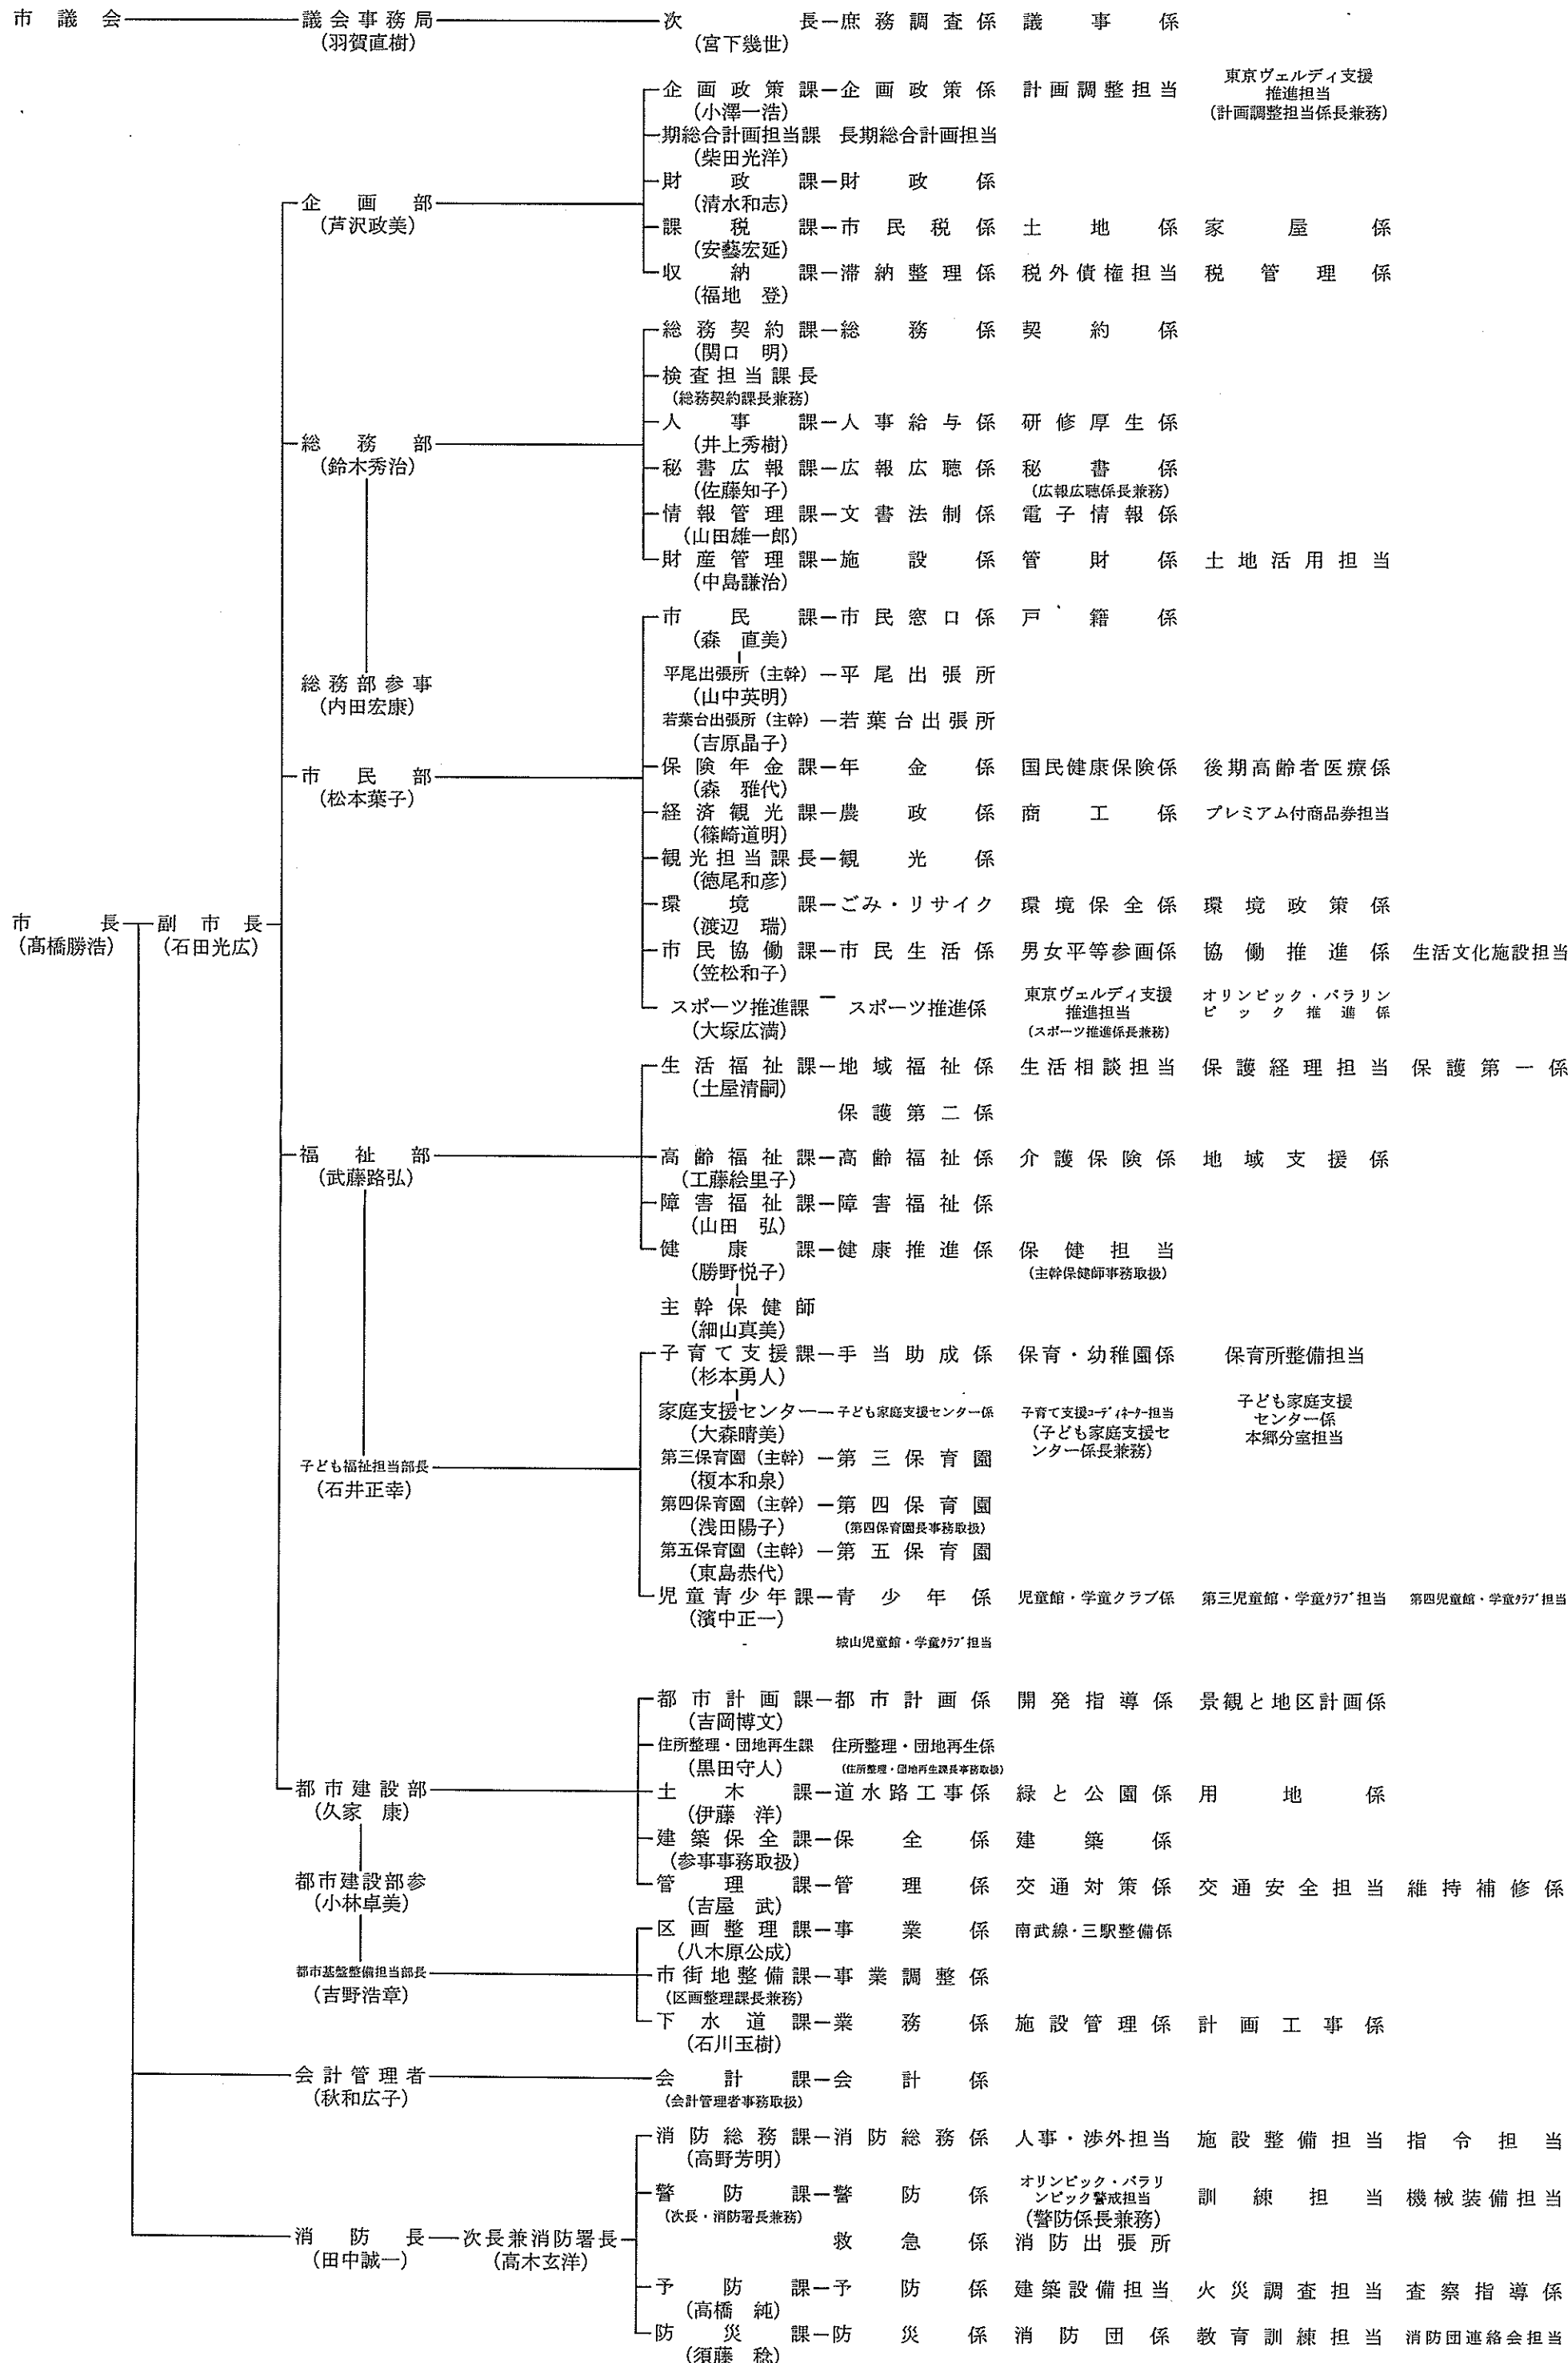 市議会 議会事務局 次長 庶務調査係 議事係
(羽賀直樹) (宮下幾世)
東京ヴェルディ支援
企画政策課 企画政策係 計画調整担当 推進担当
(小澤一浩) (計画調整担当係長兼務)
期総合計画担当課 長期総合計画担当
(柴田光洋)
財政課 財政係
企画部 (清水和志)
(芦沢政美) 課税課 市民税係 土地係 家屋係
(安藝宏延)
収納課 滞納整理係 税外債権担当 税管理係
(福地 登)
総務契約課 総務係 契約係
(関口 明)
検査担当課長
(総務契約課長兼務)
人事課 人事給与係 研修厚生係
総務部 (井上秀樹)
(鈴木秀治) 秘書広報課 広報広聴係 秘書係
(佐藤知子) (広報広聴係長兼務)
情報管理課 文書法制係 電子情報係
(山田雄一郎)
財産管理課 施設係 管財係 土地活用担当
(中島謙治)
市民課 市民窓口係 戸籍係
(森 直美)
総務部参事 平尾出張所(主幹) 平尾出張所
(内田宏康) (山中英明)
若葉台出張所(主幹) 若葉台出張所
(吉原晶子)
市民部 保険年金課 年金係 国民健康保険係 後期高齢者医療係
(松本葉子) (森 雅代)
経済観光課 農政係 商工係 プレミアム付商品券担当
(篠崎道明)
観光担当課長 観光係
(徳尾和彦)
環境課 ごみ・リサイク 環境保全係 環境政策係
市長 副市長 (渡辺 瑞)
(髙橋勝浩) (石田光広) 市民協働課 市民生活係 男女平等参画係 協働推進係 生活文化施設担当
(笠松和子)
東京ヴェルディ支援 オリンピック・パラリン
スポーツ推進課 スポーツ推進係 推進担当 ピック推進係
(大塚広満) (スポーツ推進係長兼務)
生活福祉課 地域福祉係 生活相談担当 保護経理担当 保護第一係
(土屋清嗣)
保護第二係
福祉部 高齢福祉課 高齢福祉係 介護保険係 地域支援係
(武藤路弘) (工藤絵里子)
障害福祉課 障害福祉係
(山田 弘)
健康課 健康推進係 保健担当
(勝野悦子) (主幹保健師事務取扱)
主幹保健師
(細山真美)
子育て支援課 手当助成係 保育・幼稚園係 保育所整備担当
(杉本勇人)
子ども家庭支援
家庭支援センター 子ども家庭支援センター係 子育て支援コーディネーター担当 センター係
(大森晴美) (子ども家庭支援セ 本郷分室担当
第三保育園(主幹) 第三保育園 ンター係長兼務)
子ども福祉担当部長 (榎本和泉)
(石井正幸) 第四保育園(主幹) 第四保育園
(浅田陽子) (第四保育園長事務取扱)
第五保育園(主幹) 第五保育園
(東島恭代)
児童青少年課 青少年係 児童館・学童クラブ係 第三児童館・学童クラブ担当 第四児童館・学童クラブ担当
(濱中正一)
城山児童館・学童クラブ担当
都市計画課 都市計画係 開発指導係 景観と地区計画係
(吉岡博文)
住所整理・団地再生課 住所整理・団地再生係
(黒田守人) (住所整理・団地再生課長事務取扱)
都市建設部 土木課 道水路工事係 緑と公園係 用地係
(久家 康) (伊藤 洋)
建築保全課 保全係 建築係
(参事事務取扱)
都市建設部参 管理課 管理係 交通対策係 交通安全担当 維持補修係
(小林卓美) (吉屋 武)
区画整理課 事業係 南武線・三駅整備係
(八木原公成)
都市基盤整備担当部長 市街地整備課 事業調整係
(吉野浩章) (区画整理課長兼務)
下水道課 業務係 施設管理係 計画工事係
(石川玉樹)
会計管理者 会計課 会計係
(秋和広子) (会計管理者事務取扱)
消防総務課 消防総務係 人事・渉外担当 施設整備担当 指令担当
(高野芳明)
オリンピック・パラリ
警防課 警防係 ンピック警戒担当 訓練担当 機械装備担当
(次長・消防署長兼務) (警防係長兼務)
消防長 次長兼消防署長 救急係 消防出張所
(田中誠一) (高木玄洋)
予防課 予防係 建築設備担当 火災調査担当 査察指導係
(高橋 純)
防災課 防災係 消防団係 教育訓練担当 消防団連絡会担当
(須藤 稔)